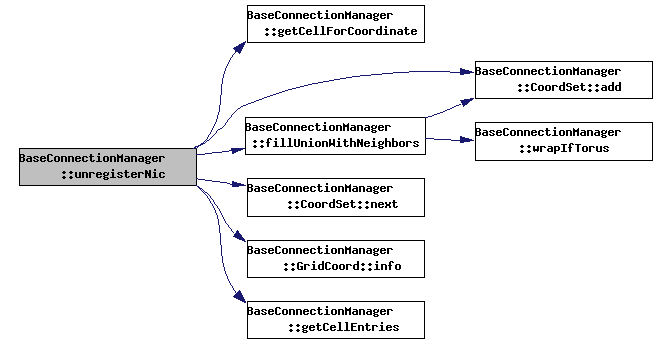 BaseConnectionManager
::getCellForCoordinate
BaseConnectionManager
::CoordSet::add
BaseConnectionManager
::fillUnionWithNeighbors
BaseConnectionManager
::wrapIfTorus
BaseConnectionManager
::unregisterNic
BaseConnectionManager
::CoordSet::next
BaseConnectionManager
::GridCoord::info
BaseConnectionManager
::getCellEntries